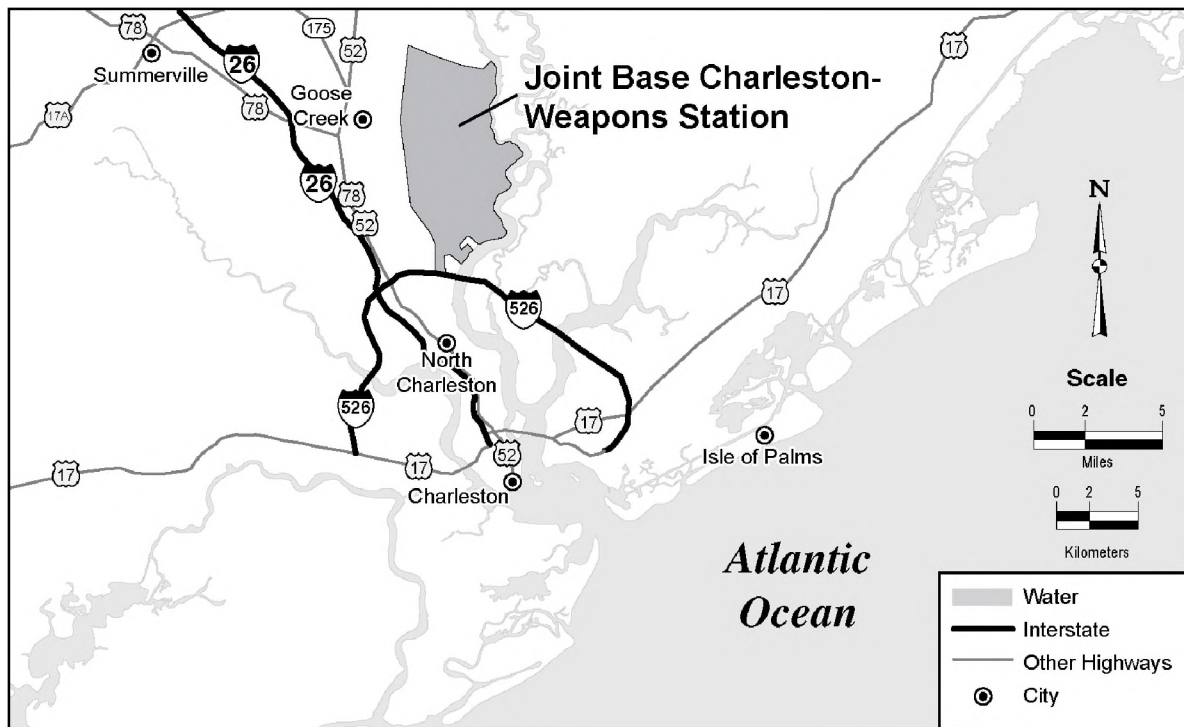 78
175
52
17
Summerville
26
Joint Base Charleston-
Weapons Station
Goose
Creek
78
17A
26
78
52
N
17
526
North
Charleston
Scale
0 2 5
Miles
526
17
52
Isle of Palms
17
17
Charleston
0 2 5
Kilometers
Atlantic
Ocean
Water
Interstate
Other Highways
City